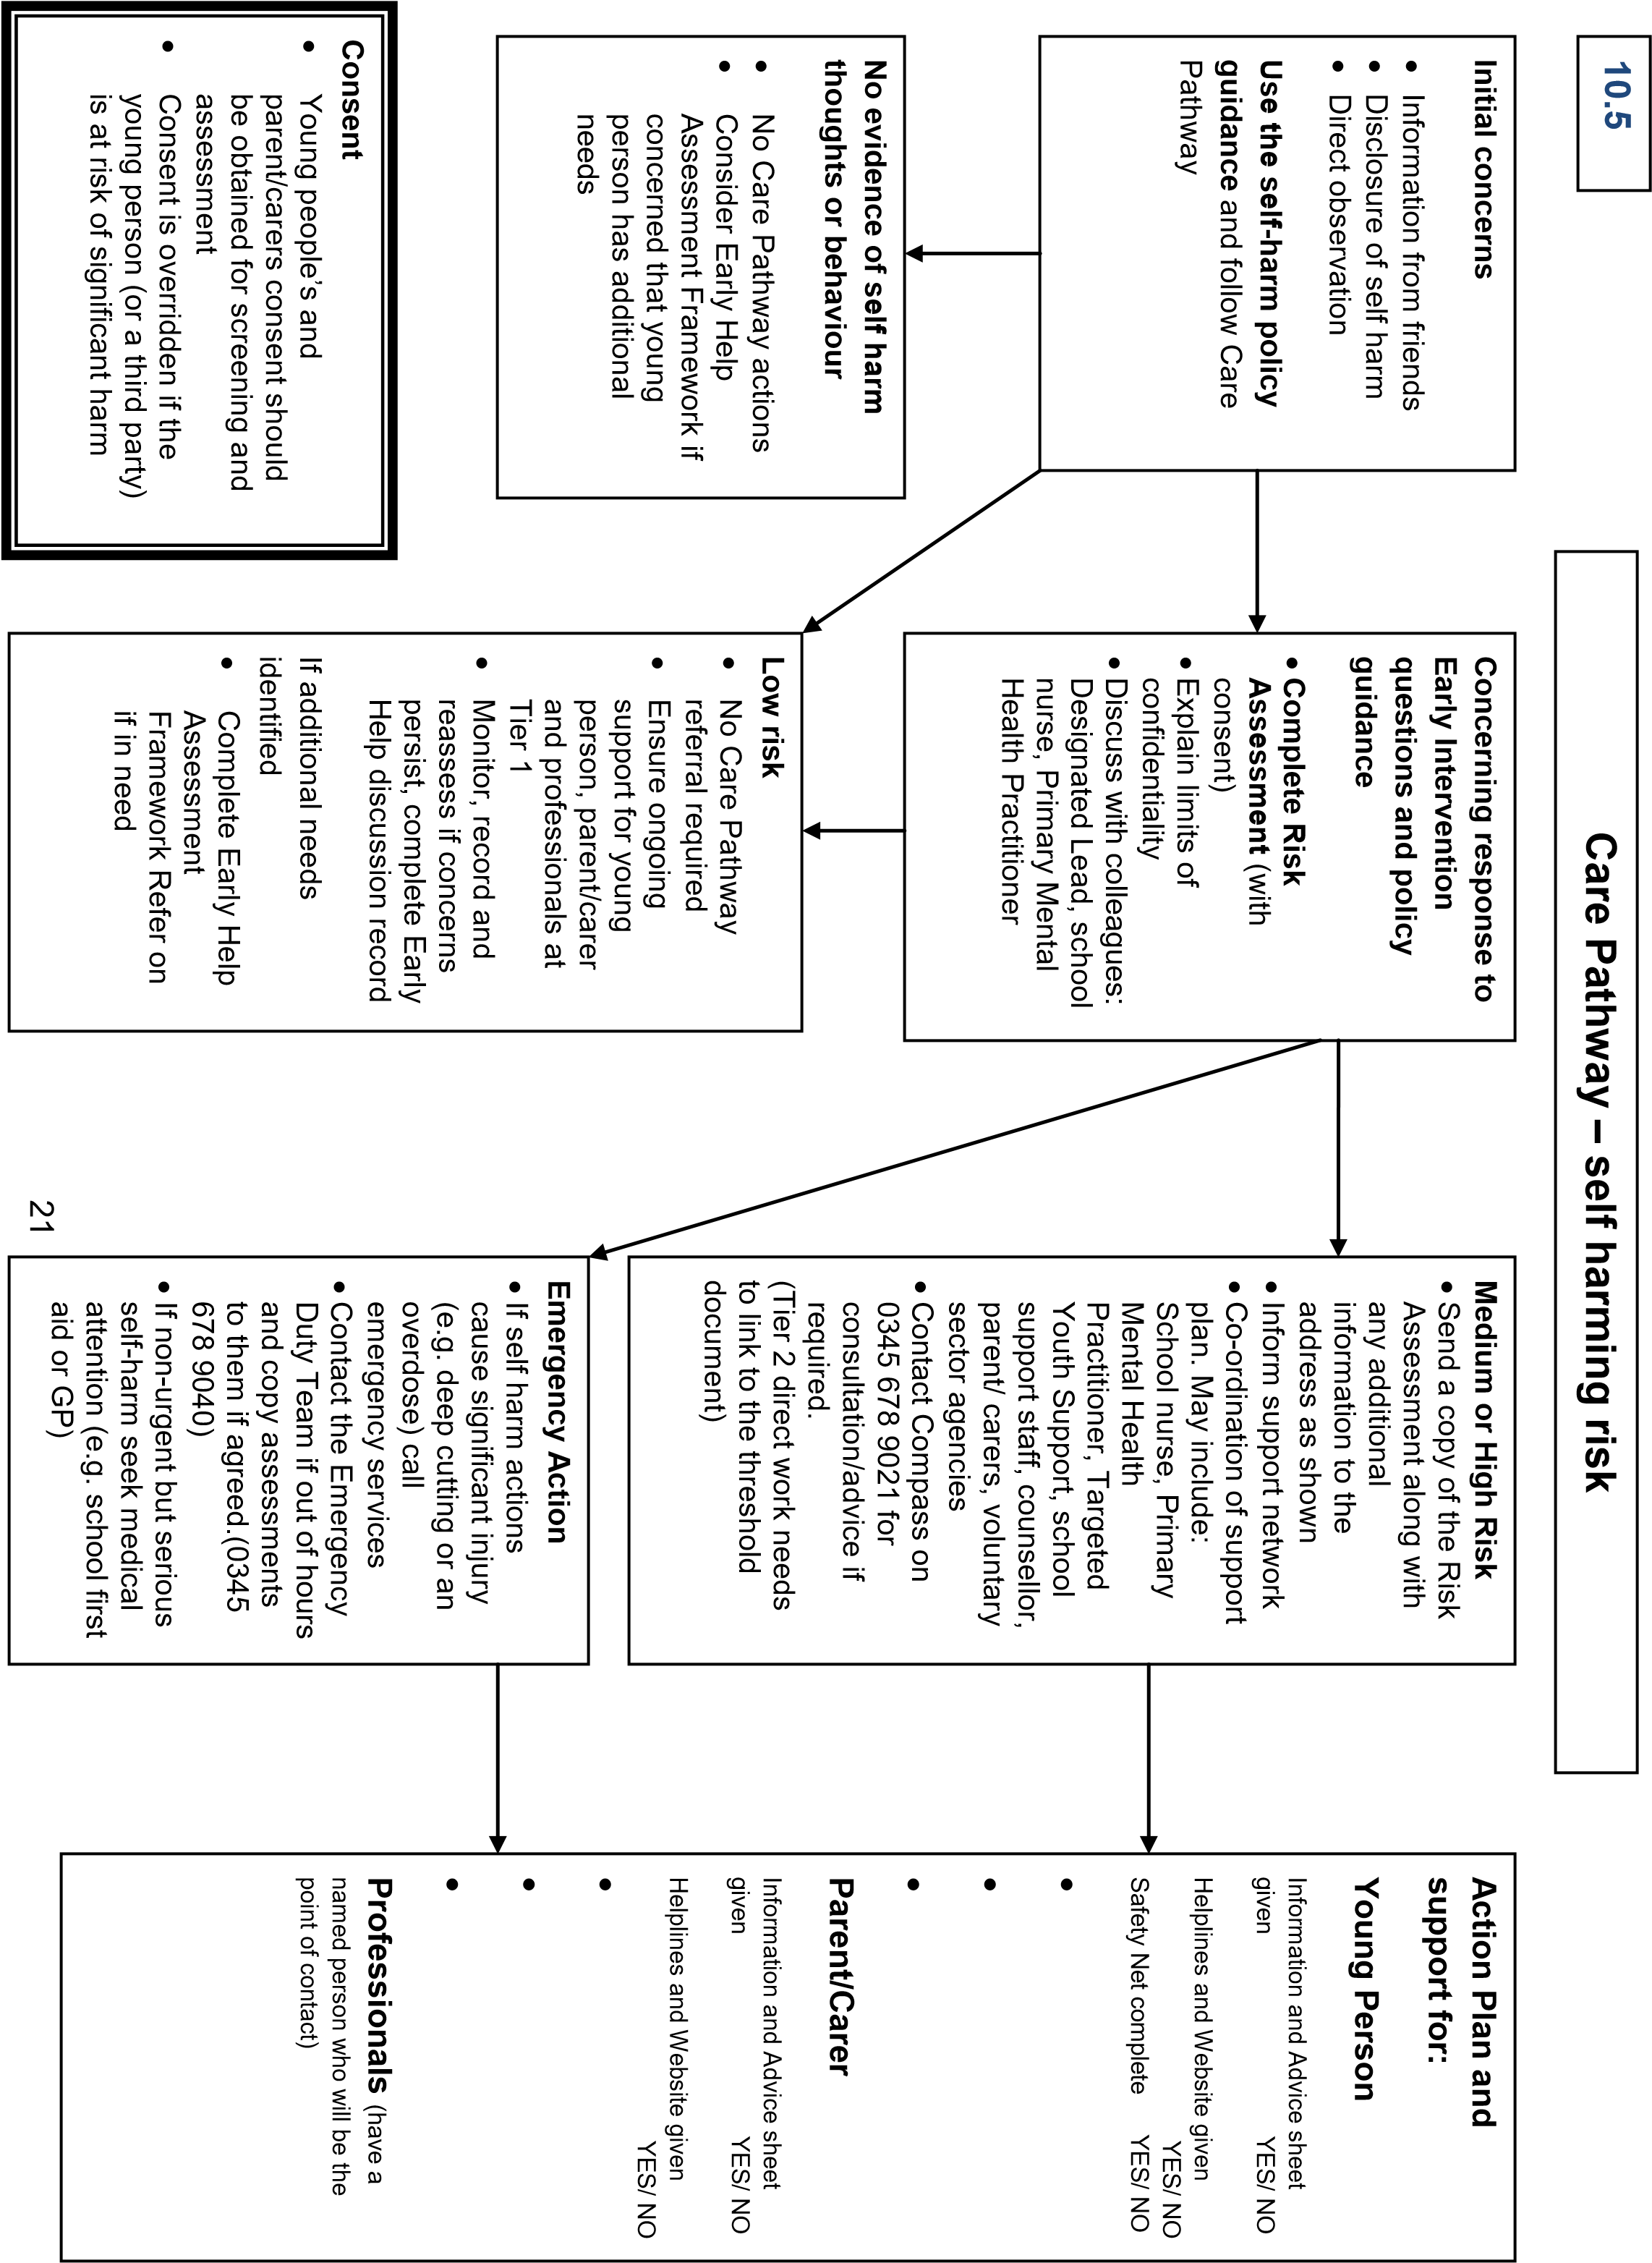 10.5
Care Pathway – self harming risk
Initial concerns
• Information from friends
• Disclosure of self harm
• Direct observation
Use the self-harm policy
guidance and follow Care
Pathway
No evidence of self harm
thoughts or behaviour
• No Care Pathway actions
• Consider Early Help
Assessment Framework if
concerned that young
person has additional
needs
Consent
• Young people's and
parent/carers consent should
be obtained for screening and
assessment
• Consent is overridden if the
young person (or a third party)
is at risk of significant harm
Concerning response to
Early Intervention
questions and policy
guidance
• Complete Risk
Assessment (with
consent)
• Explain limits of
confidentiality
• Discuss with colleagues:
Designated Lead, school
nurse, Primary Mental
Health Practitioner
Low risk
• No Care Pathway
referral required
• Ensure ongoing
support for young
person, parent/carer
and professionals at
Tier 1
• Monitor, record and
reassess if concerns
persist, complete Early
Help discussion record
If additional needs
identified
• Complete Early Help
Assessment
Framework Refer on
if in need
Medium or High Risk
• Send a copy of the Risk
Assessment along with
any additional
information to the
address as shown
• Inform support network
• Co-ordination of support
plan. May include:
School nurse, Primary
Mental Health
Practitioner, Targeted
Youth Support, school
support staff, counsellor,
parent/ carers, voluntary
sector agencies
• Contact Compass on
0345 678 9021 for
consultation/advice if
required.
(Tier 2 direct work needs
to link to the threshold
document)
Emergency Action
• If self harm actions
cause significant injury
(e.g. deep cutting or an
overdose) call
emergency services
• Contact the Emergency
Duty Team if out of hours
and copy assessments
to them if agreed.(0345
678 9040)
• If non-urgent but serious
self-harm seek medical
attention (e.g. school first
aid or GP)
Action Plan and
support for:
Young Person
Information and Advice sheet
given YES/ NO
Helplines and Website given
YES/ NO
Safety Net complete YES/ NO
•
•
•
Parent/Carer
Information and Advice sheet
given YES/ NO
Helplines and Website given
YES/ NO
•
•
•
Professionals (have a
named person who will be the
point of contact)
21